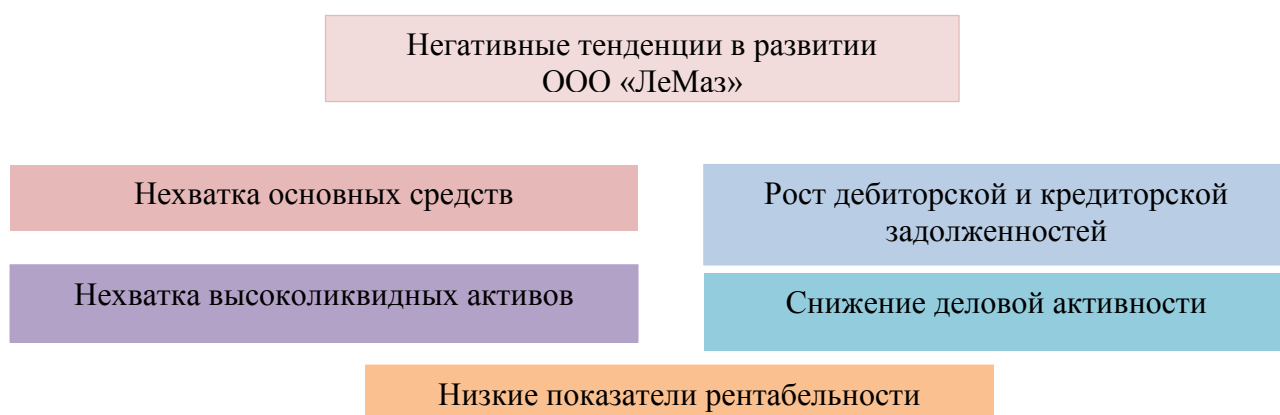 Негативные тенденции в развитии
ООО «ЛеМаз»
Нехватка основных средств
Рост дебиторской и кредиторской
задолженностей
Нехватка высоколиквидных активов
Снижение деловой активности
Низкие показатели рентабельности